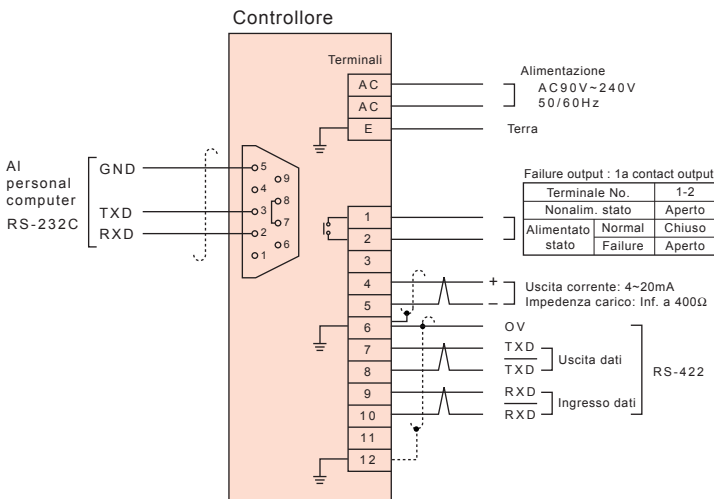 Controllore
Terminali
AC
AC
E
Alimentazione
AC90V~240V
50/60Hz
Terra
Al
personal
computer
RS-232C
GND
TXD
RXD
5
9
4
8
3
7
2
6
1
Failure output : 1a contact output
Terminale No. 1-2
Nonalim. stato Aperto
Alimentato stato Normal Chiuso
Failure Aperto
1
2
3
4
5
6
7
8
9
10
11
12
+
−
Uscita corrente: 4~20mA
Impedenza carico: Inf. a 400Ω
OV
TXD
TXD
Uscita dati
RXD
RXD
Ingresso dati
RS-422